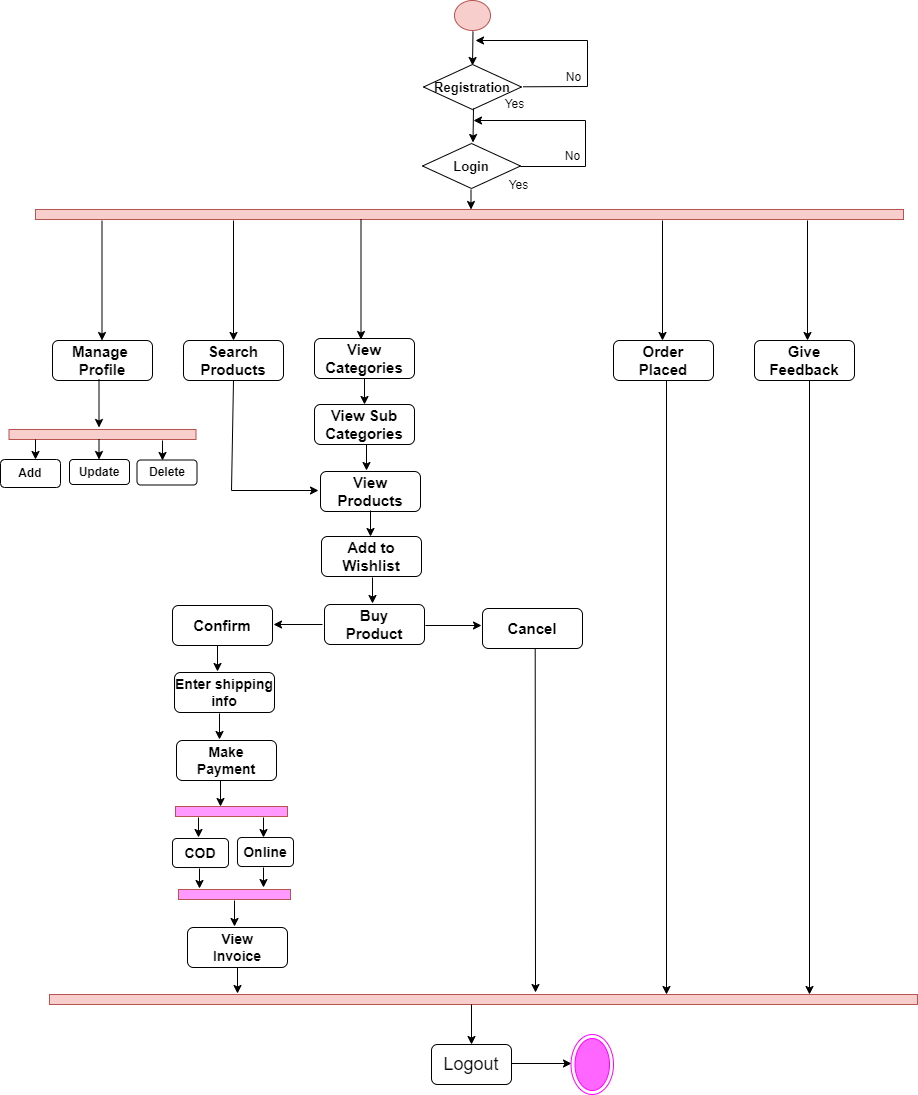 No
Registration
Yes
No
Login
Yes
Manage
Profile
Search
Products
View
Categories
Order
Placed
Give
Feedback
View Sub
Categories
Add
Update
Delete
View
Products
Add to
Wishlist
Confirm
Buy
Product
Cancel
Enter shipping
info
Make
Payment
COD
Online
View
Invoice
Logout